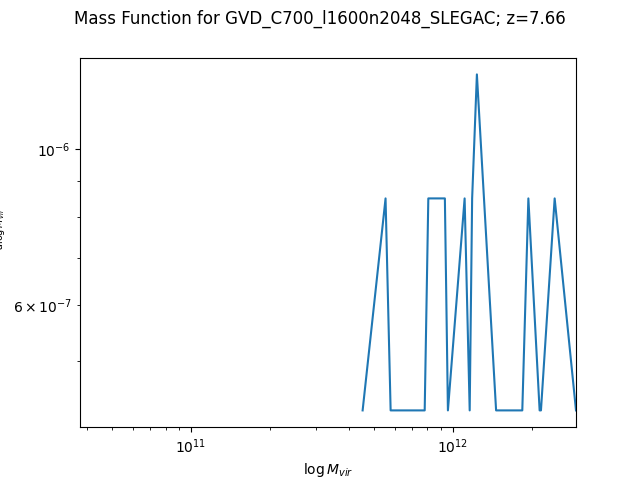 Mass Function for GVD_C700_l1600n2048_SLEGAC; z=7.66
10⁻⁶
6 × 10⁻⁷
10¹¹
10¹²
log M_vir